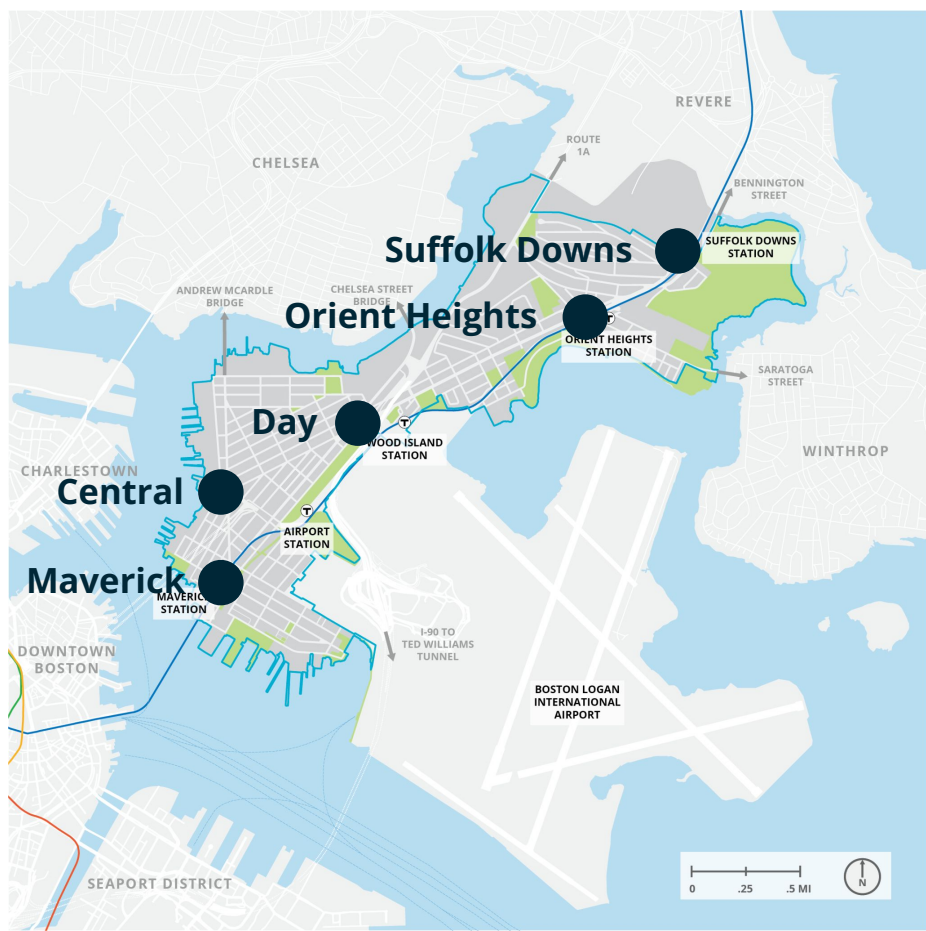 REVERE
ROUTE
1A
CHELSEA
BENNINGTON
STREET
Suffolk Downs
SUFFOLK DOWNS
STATION
ANDREW MCARDLE
BRIDGE
CHELSEA STREET
BRIDGE
Orient Heights
ORIENT HEIGHTS
STATION
SARATOGA
STREET
Day
T
WOOD ISLAND
STATION
WINTHROP
CHARLESTOWN
Central
T
AIRPORT
STATION
Maverick
MAVERICK
STATION
I-90 TO
TED WILLIAMS
TUNNEL
DOWNTOWN
BOSTON
BOSTON LOGAN
INTERNATIONAL
AIRPORT
SEAPORT DISTRICT
0 .25 .5 MI
N